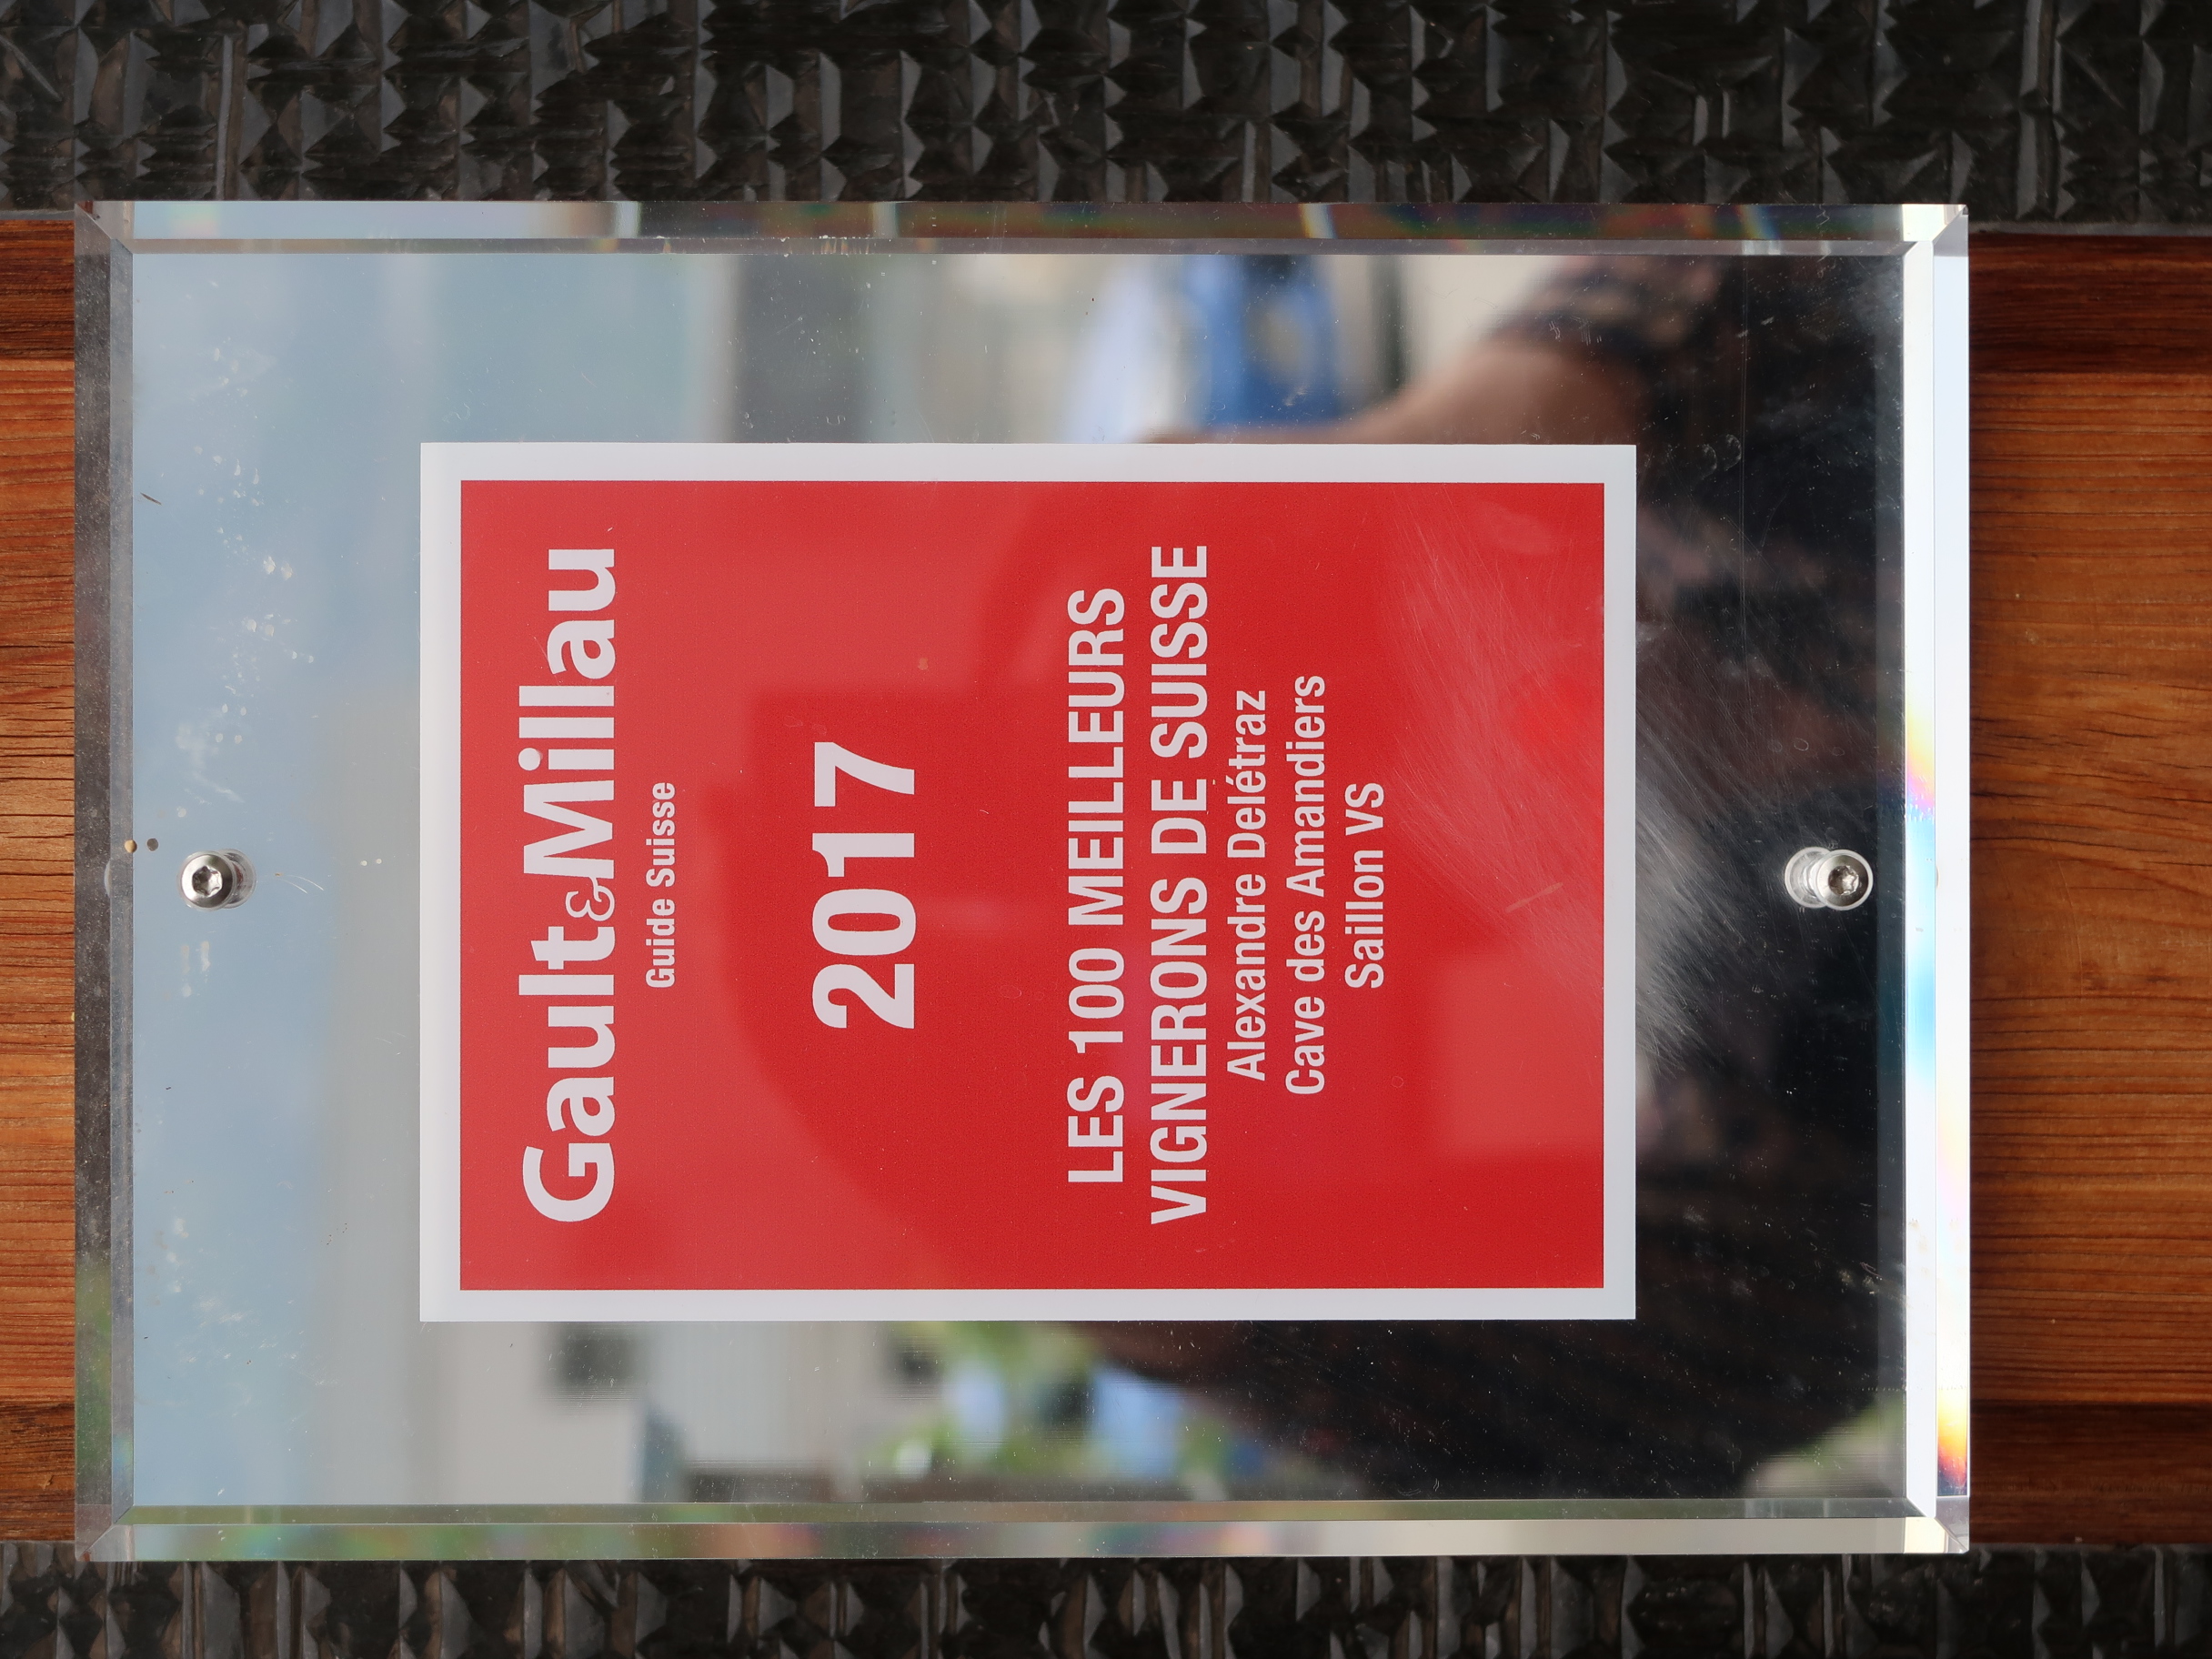 Gault&Millau
Guide Suisse
2017
LES 100 MEILLEURS
VIGNERONS DE SUISSE
Alexandre Delétraz
Cave des Amandiers
Saillon VS